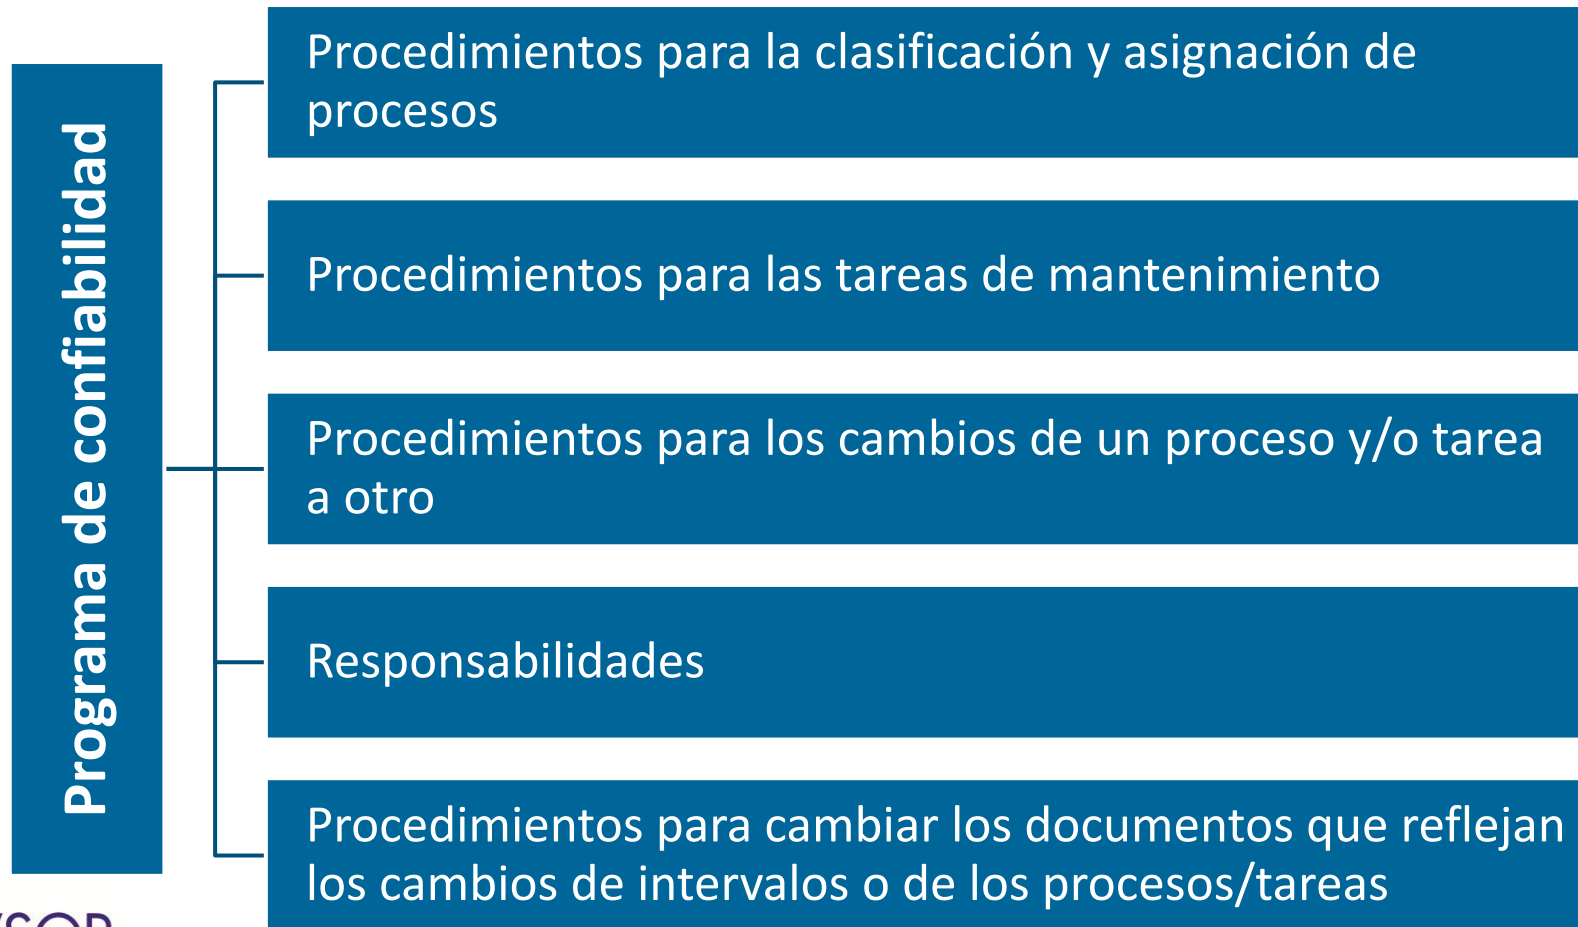 Programa de confiabilidad
Procedimientos para la clasificación y asignación de
procesos
Procedimientos para las tareas de mantenimiento
Procedimientos para los cambios de un proceso y/o tarea
a otro
Responsabilidades
Procedimientos para cambiar los documentos que reflejan
los cambios de intervalos o de los procesos/tareas